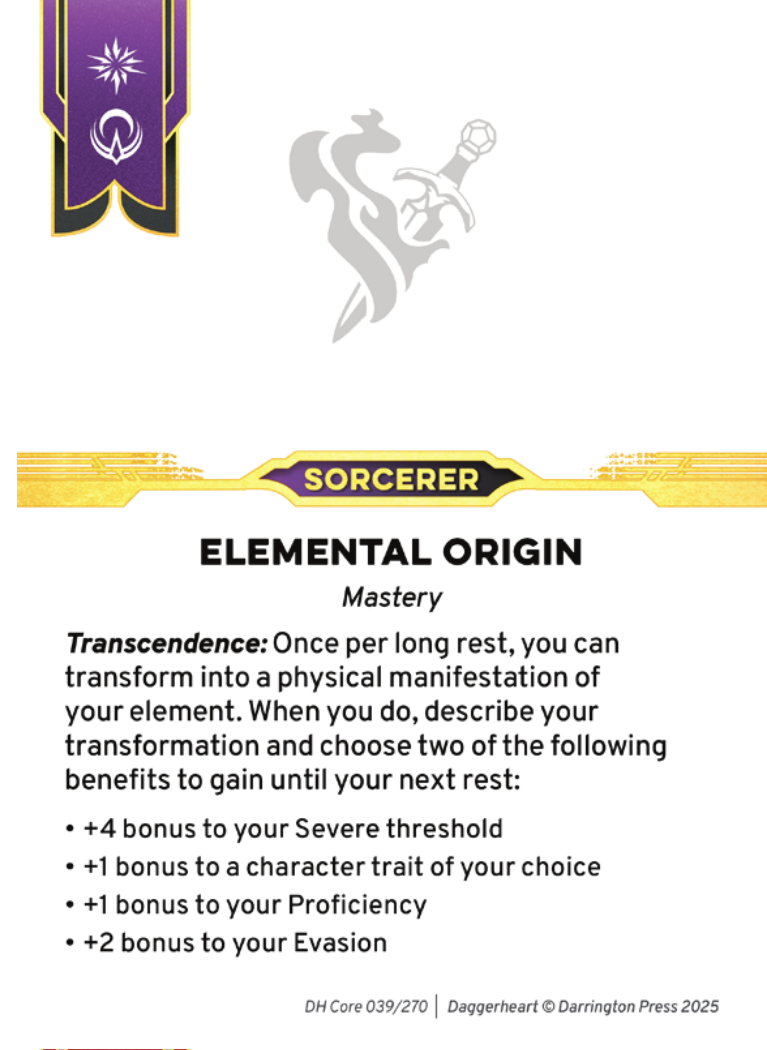 SORCERER
ELEMENTAL ORIGIN
Mastery
Transcendence: Once per long rest, you can
transform into a physical manifestation of
your element. When you do, describe your
transformation and choose two of the following
benefits to gain until your next rest:
• +4 bonus to your Severe threshold
• +1 bonus to a character trait of your choice
• +1 bonus to your Proficiency
• +2 bonus to your Evasion
DH Core 039/270 | Daggerheart © Darrington Press 2025